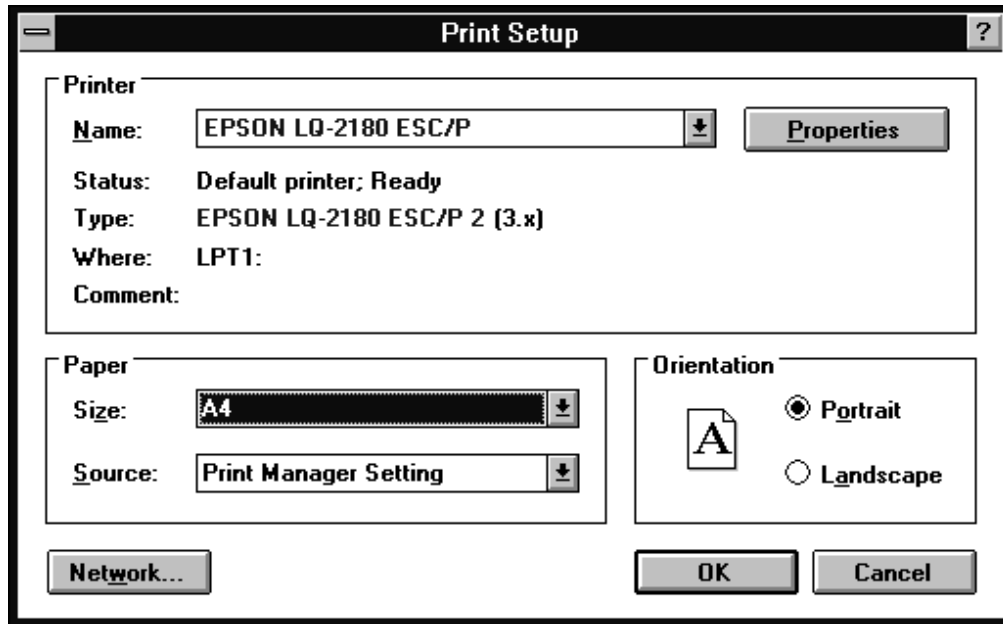 Print Setup ?
Printer
Name: EPSON LQ-2180 ESC/P Properties
Status: Default printer; Ready
Type: EPSON LQ-2180 ESC/P 2 (3.x)
Where: LPT1:
Comment:
Paper
Size: A4
Source: Print Manager Setting
Orientation
A
Portrait
Landscape
Network... OK Cancel